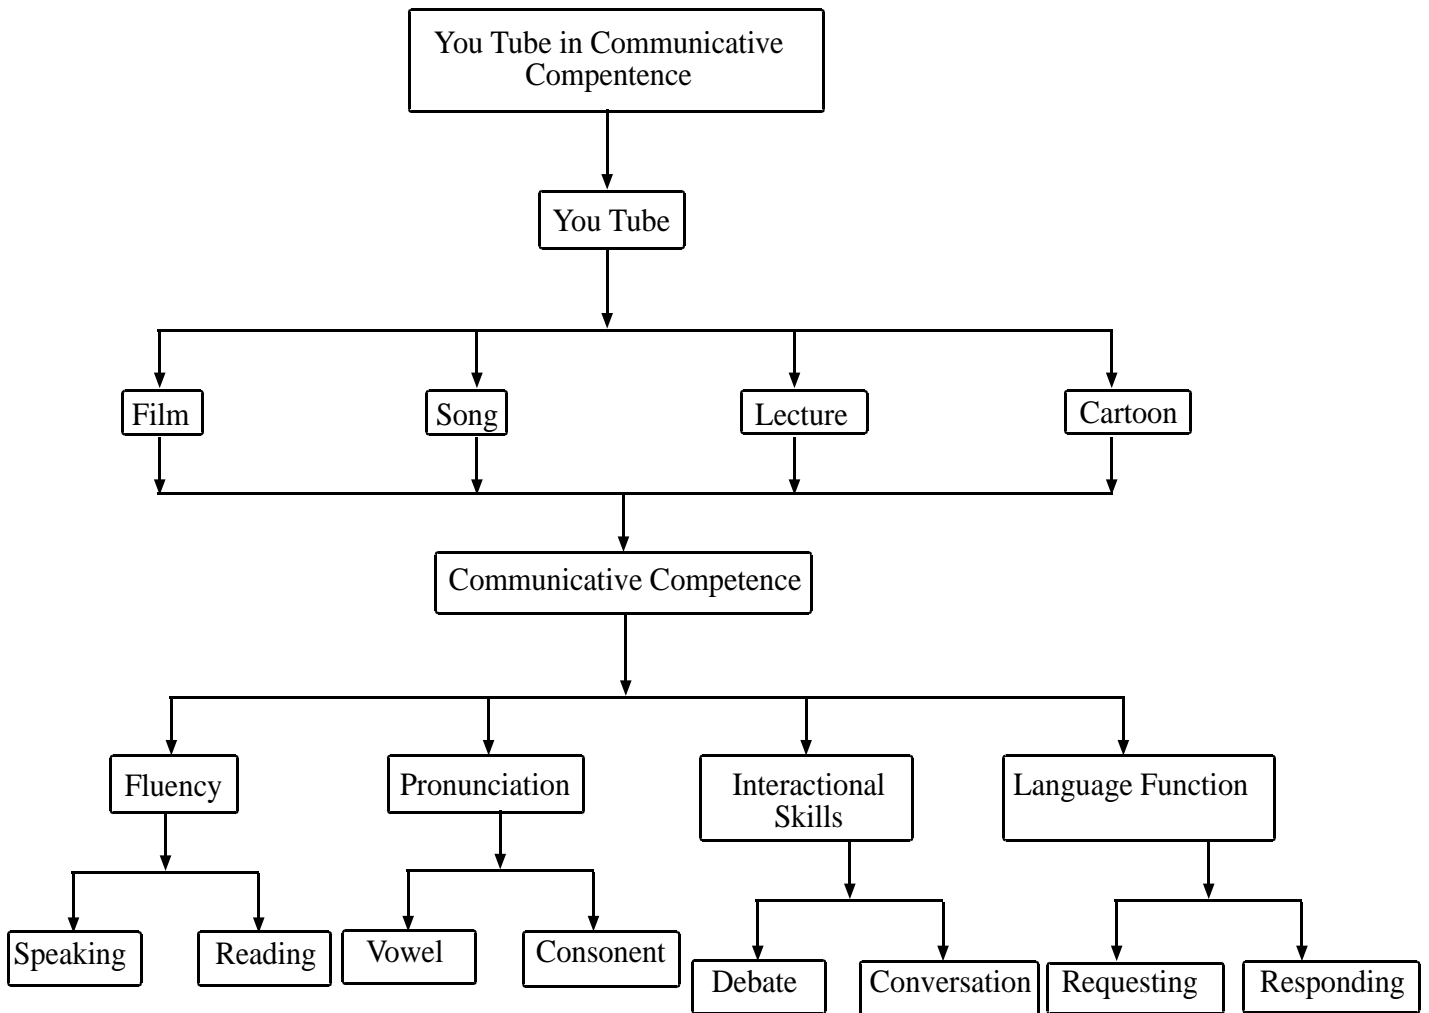 You Tube in Communicative
Compentence
You Tube
Film
Song
Lecture
Cartoon
Communicative Competence
Fluency
Pronunciation
Interactional
Skills
Language Function
Speaking
Reading
Vowel
Consonent
Debate
Conversation
Requesting
Responding